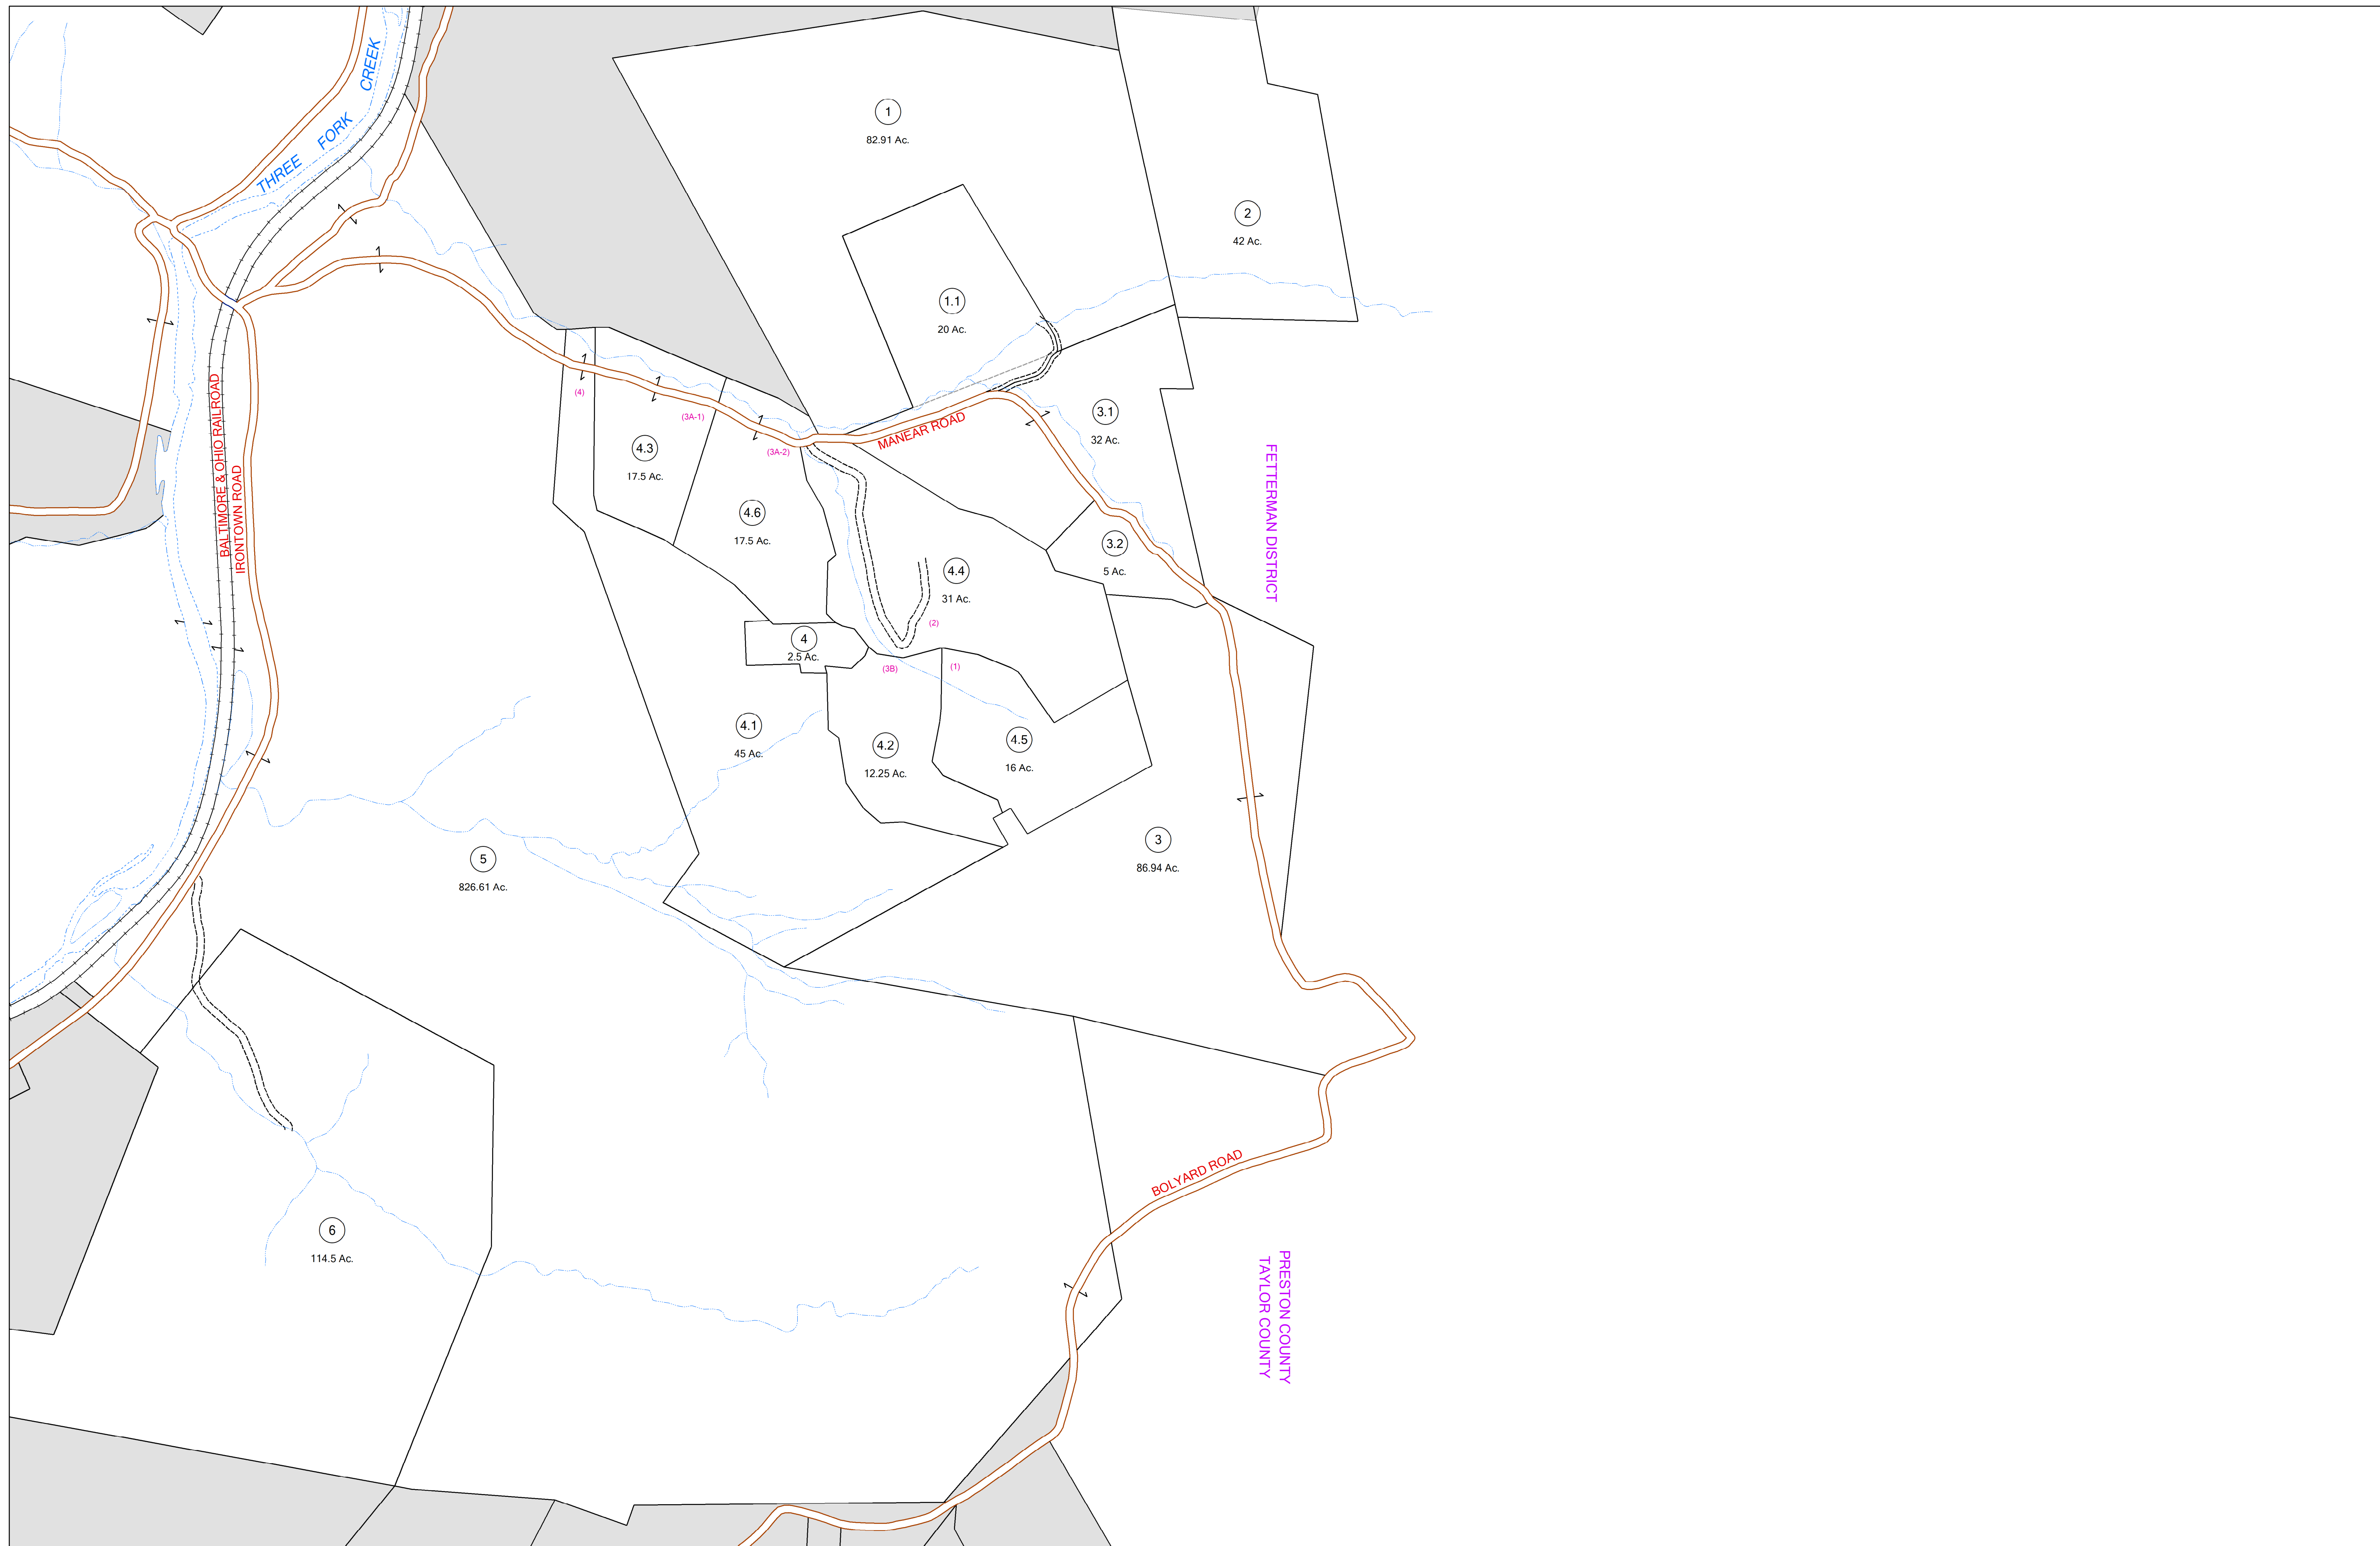 THREE FORK CREEK
1
82.91 Ac.
2
42 Ac.
1.1
20 Ac.
BALTIMORE & OHIO RAILROAD
IRONTOWN ROAD
(4)
(3A-1)
(3A-2)
MANEAR ROAD
3.1
32 Ac.
4.3
17.5 Ac.
4.6
17.5 Ac.
3.2
5 Ac.
FETTERMAN DISTRICT
4.4
31 Ac.
(2)
4
2.5 Ac.
(3B)
(1)
4.1
45 Ac.
4.2
12.25 Ac.
4.5
16 Ac.
3
86.94 Ac.
5
826.61 Ac.
BOLYARD ROAD
6
114.5 Ac.
PRESTON COUNTY
TAYLOR COUNTY